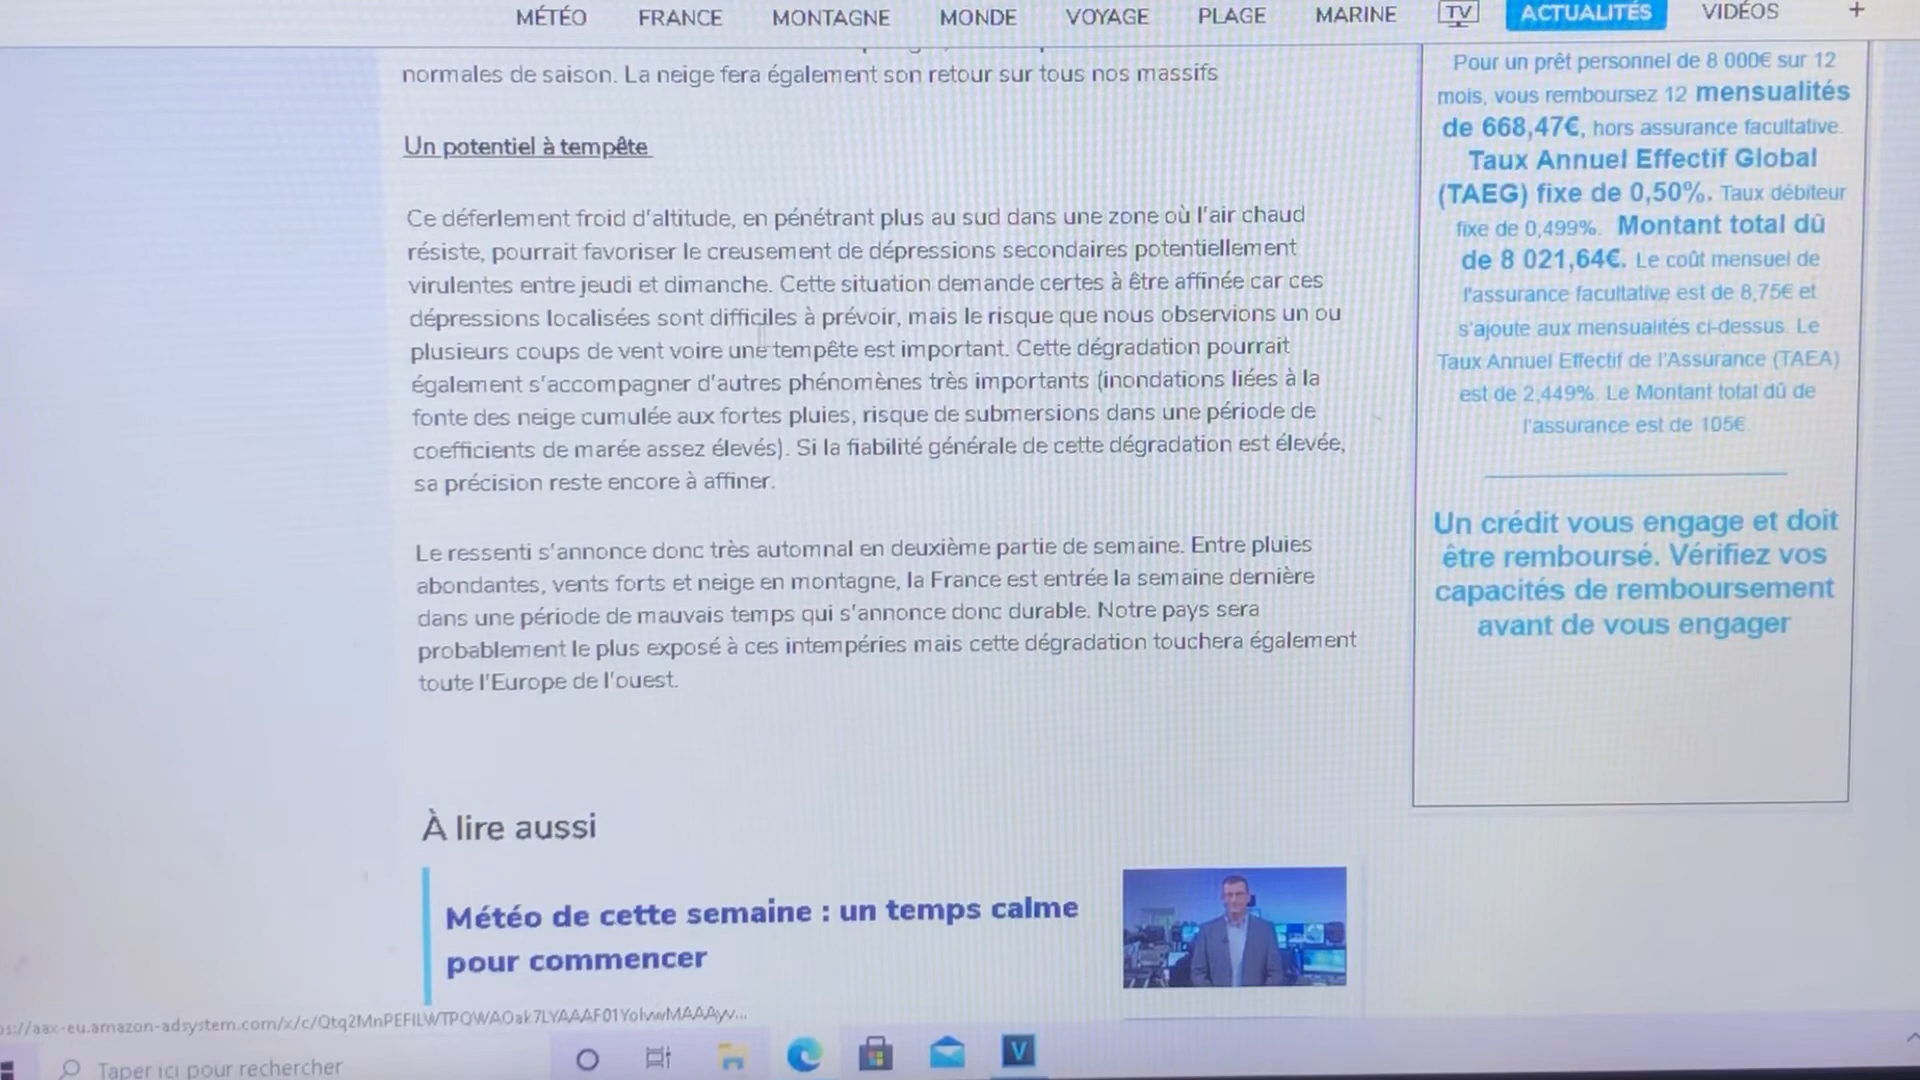 MÉTÉO FRANCE MONTAGNE MONDE VOYAGE PLAGE MARINE TV ACTUALITÉS VIDÉOS +
normales de saison. La neige fera également son retour sur tous nos massifs
Un potentiel à tempête
Ce déferlement froid d'altitude, en pénétrant plus au sud dans une zone où l'air chaud
résiste, pourrait favoriser le creusement de dépressions secondaires potentiellement
virulentes entre jeudi et dimanche. Cette situation demande certes à être affinée car ces
dépressions localisées sont difficiles à prévoir, mais le risque que nous observions un ou
plusieurs coups de vent voire une tempête est important. Cette dégradation pourrait
également s'accompagner d'autres phénomènes très importants (inondations liées à la
fonte des neige cumulée aux fortes pluies, risque de submersions dans une période de
coefficients de marée assez élevés). Si la fiabilité générale de cette dégradation est élevée,
sa précision reste encore à affiner.
Le ressenti s'annonce donc très automnal en deuxième partie de semaine. Entre pluies
abondantes, vents forts et neige en montagne, la France est entrée la semaine dernière
dans une période de mauvais temps qui s'annonce donc durable. Notre pays sera
probablement le plus exposé à ces intempéries mais cette dégradation touchera également
toute l'Europe de l'ouest.
À lire aussi
Météo de cette semaine : un temps calme
pour commencer
Pour un prêt personnel de 8 000€ sur 12
mois, vous remboursez 12 mensualités
de 668,47€, hors assurance facultative.
Taux Annuel Effectif Global
(TAEG) fixe de 0,50%. Taux débiteur
fixe de 0,499%. Montant total dû
de 8 021,64€. Le coût mensuel de
l'assurance facultative est de 8,75€ et
s'ajoute aux mensualités ci-dessus. Le
Taux Annuel Effectif de l'Assurance (TAEA)
est de 2,449%. Le Montant total dû de
l'assurance est de 105€
Un crédit vous engage et doit
être remboursé. Vérifiez vos
capacités de remboursement
avant de vous engager
Taper ici pour rechercher
V